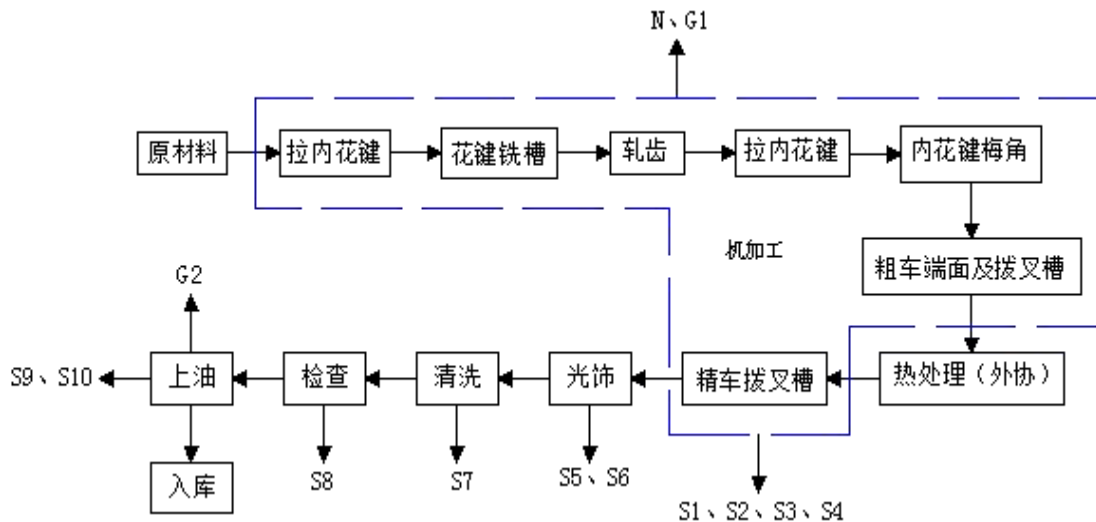 N、G1
原材料
拉内花键
花键铣槽
轧齿
拉内花键
内花键梅角
机加工
粗车端面及拨叉槽
G2
S9、S10
上油
检查
清洗
光饰
精车拨叉槽
热处理（外协）
入库
S8
S7
S5、S6
S1、S2、S3、S4